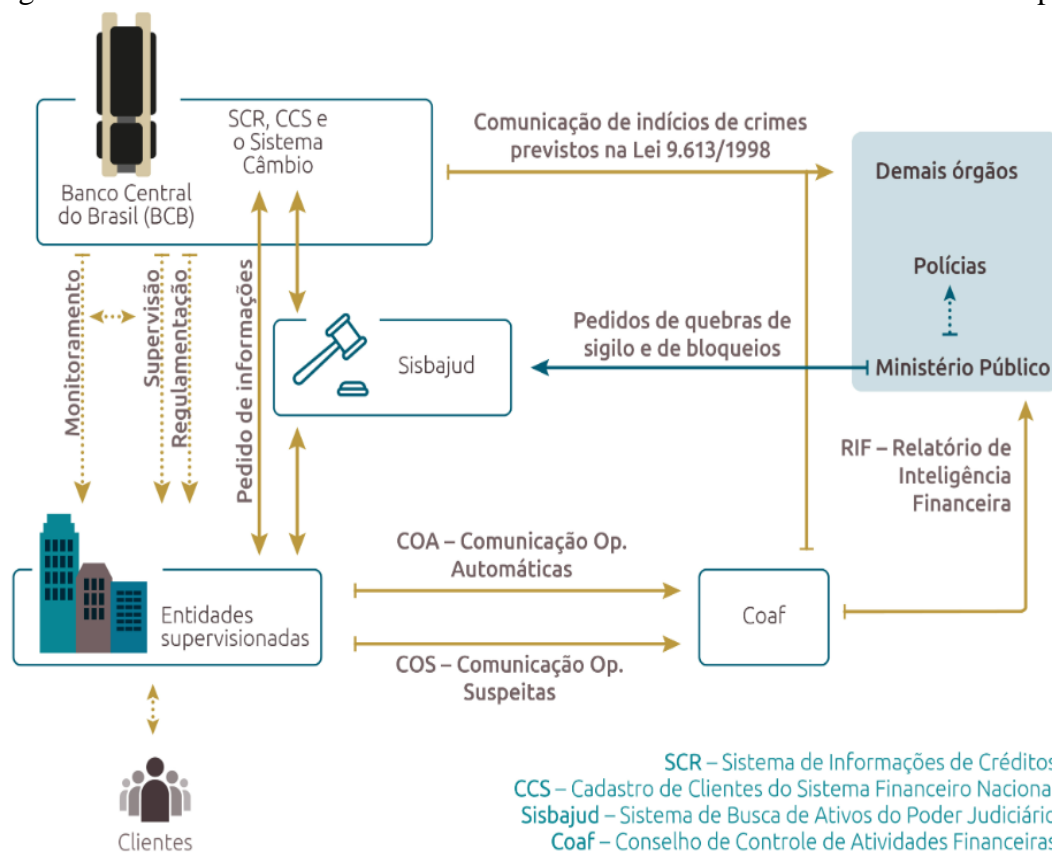 SCR, CCS e
o Sistema
Câmbio
Banco Central
do Brasil (BCB)
Comunicação de indícios de crimes
previstos na Lei 9.613/1998
Demais órgãos
Polícias
Ministério Público
Monitoramento
Supervisão
Regulamentação
Pedido de informações
Sisbajud
Pedidos de quebras de
sigilo e de bloqueios
RIF – Relatório de
Inteligência
Financeira
COA – Comunicação Op.
Automáticas
Entidades
supervisionadas
Coaf
COS – Comunicação Op.
Suspeitas
Clientes
SCR – Sistema de Informações de Créditos
CCS – Cadastro de Clientes do Sistema Financeiro Nacional
Sisbajud – Sistema de Busca de Ativos do Poder Judiciário
Coaf – Conselho de Controle de Atividades Financeiras